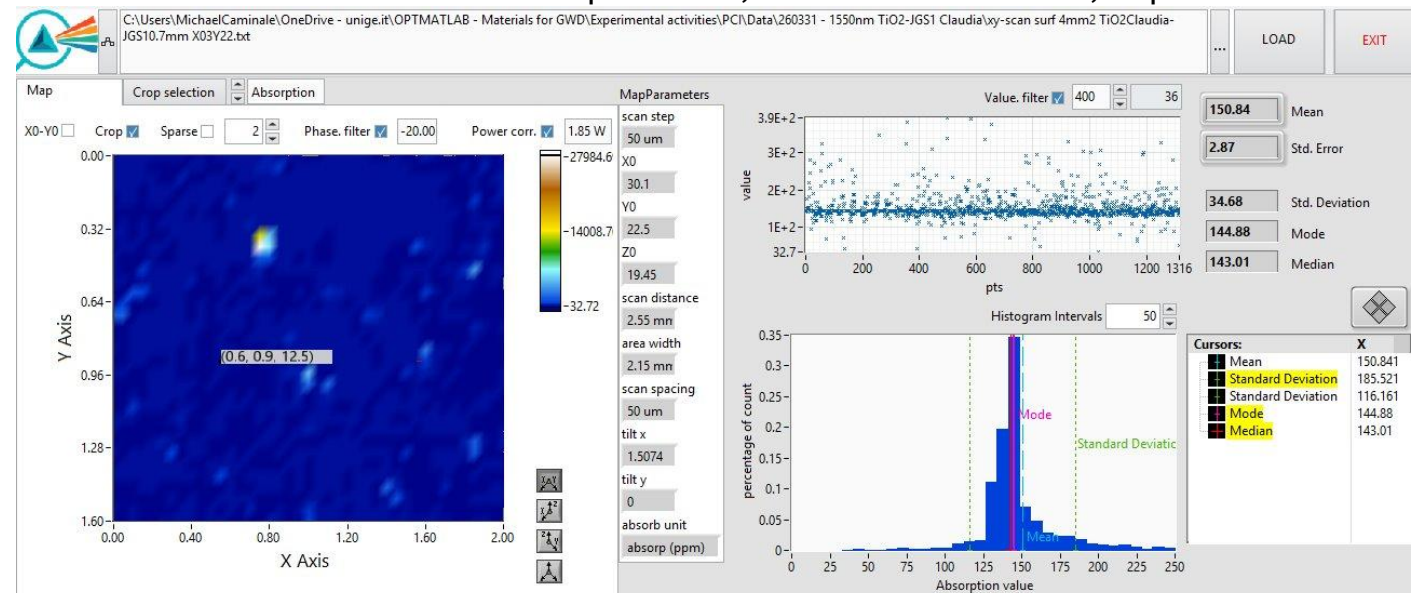 C:\Users\MichaelCaminale\OneDrive - unige.it\OPTMATLAB - Materials for GWD\Experimental activities\PCI\Data\260331 - 1550nm TiO2-JGS1 Claudia\xy-scan surf 4mm2 TiO2Claudia-
JGS10.7mm X03Y22.txt
...
LOAD
EXIT
Map
Crop selection
Absorption
X0-Y0
Crop
Sparse
2
Phase. filter
-20.00
Power corr.
1.85 W
0.00
0.32
0.64
0.96
1.28
1.60
Y Axis
(0.6, 0.9, 12.5)
0.00 0.40 0.80 1.20 1.60 2.00
X Axis
-27984.6
-14008.7
-32.72
MapParameters
scan step
50 um
X0
30.1
Y0
22.5
Z0
19.45
scan distance
2.55 mm
area width
2.15 mm
scan spacing
50 um
tilt x
1.5074
tilt y
0
absorb unit
absorp (ppm)
Value. filter
400
36
3.9E+2
3E+2
2E+2
1E+2
32.7
value
0 200 400 600 800 1000 1200 1316
pts
150.84 Mean
2.87 Std. Error
34.68 Std. Deviation
144.88 Mode
143.01 Median
Histogram Intervals 50
0.35
0.3
0.25
0.2
0.15
0.1
0.05
0
percentage of count
Mode
Standard Deviatic
Mean
0 25 50 75 100 125 150 175 200 225 250
Absorption value
Cursors: X
Mean 150.841
Standard Deviation 185.521
Standard Deviation 116.161
Mode 144.88
Median 143.01